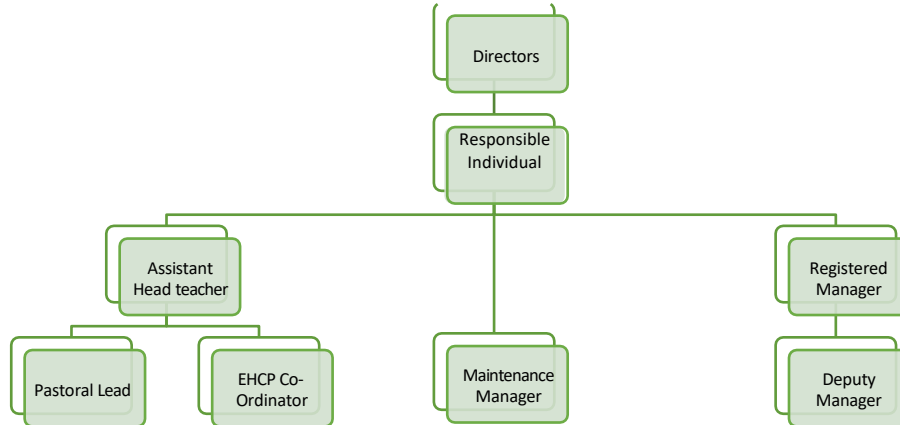 Directors
Responsible
Individual
Assistant
Head teacher
Registered
Manager
Pastoral Lead
EHCP Co-
Ordinator
Maintenance
Manager
Deputy
Manager